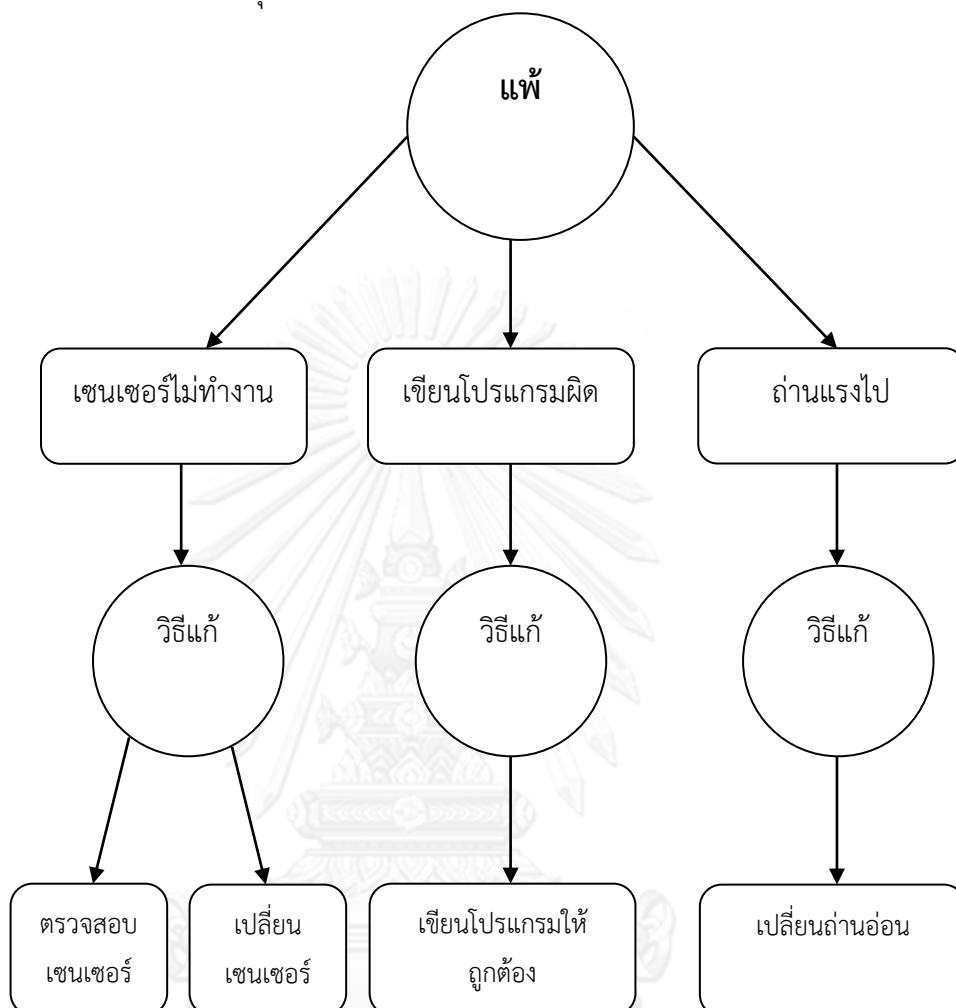 แพ้
เซนเซอร์ไม่ทำงาน
เขียนโปรแกรมผิด
ถ่านแรงไป
วิธีแก้
วิธีแก้
วิธีแก้
ตรวจสอบ
เซนเซอร์
เปลี่ยน
เซนเซอร์
เขียนโปรแกรมให้
ถูกต้อง
เปลี่ยนถ่านอ่อน